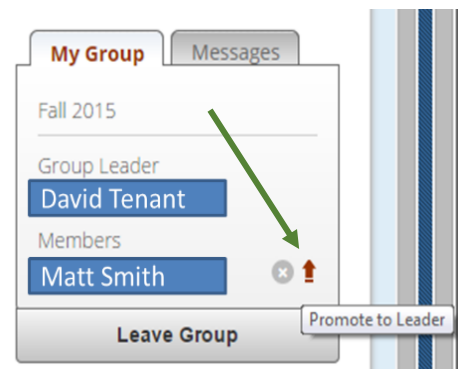 My Group Messages
Fall 2015
Group Leader
David Tenant
Members
Matt Smith
Promote to Leader
Leave Group